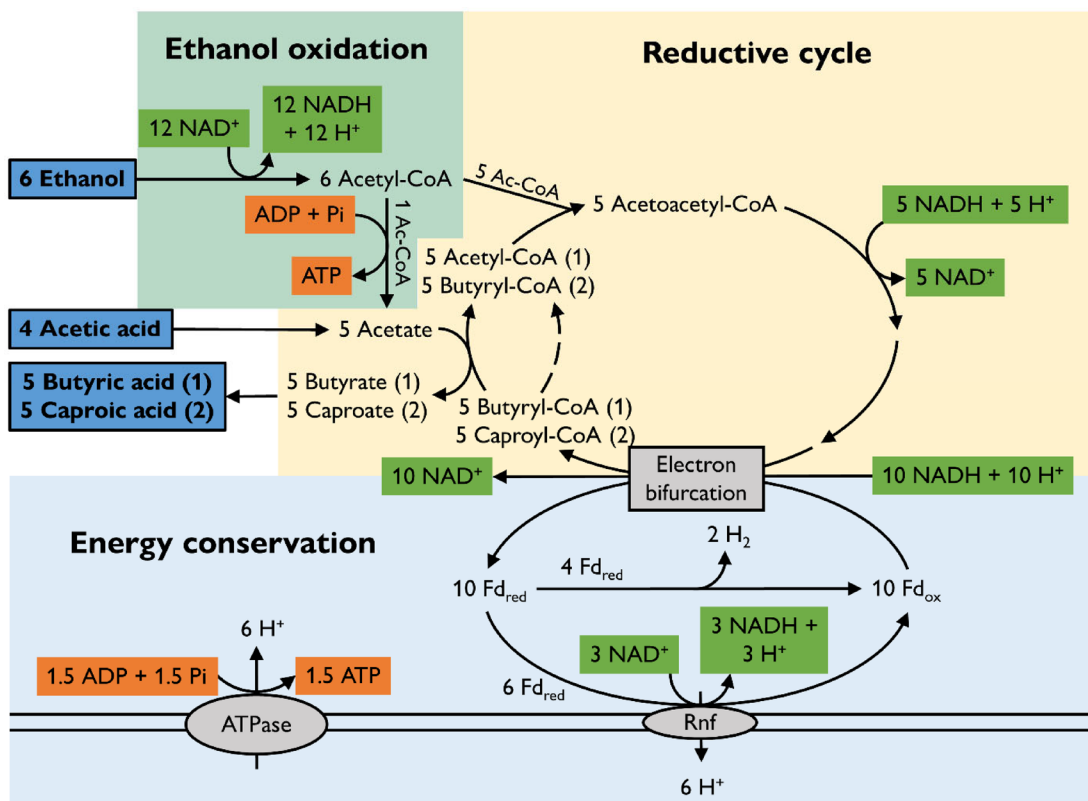 Ethanol oxidation
Reductive cycle
12 NAD⁺
12 NADH
+ 12 H⁺
6 Ethanol
6 Acetyl-CoA
5 Ac-CoA
5 Acetoacetyl-CoA
5 NADH + 5 H⁺
5 NAD⁺
ADP + Pi
1 Ac-CoA
ATP
5 Acetyl-CoA (1)
5 Butyryl-CoA (2)
4 Acetic acid
5 Acetate
5 Butyric acid (1)
5 Caproic acid (2)
5 Butyrate (1)
5 Caproate (2)
5 Butyryl-CoA (1)
5 Caproyl-CoA (2)
10 NAD⁺
Electron
bifurcation
10 NADH + 10 H⁺
Energy conservation
2 H₂
4 Fd_red
10 Fd_red
10 Fd_ox
6 H⁺
3 NAD⁺
3 NADH +
3 H⁺
1.5 ADP + 1.5 Pi
1.5 ATP
6 Fd_red
ATPase
Rnf
6 H⁺